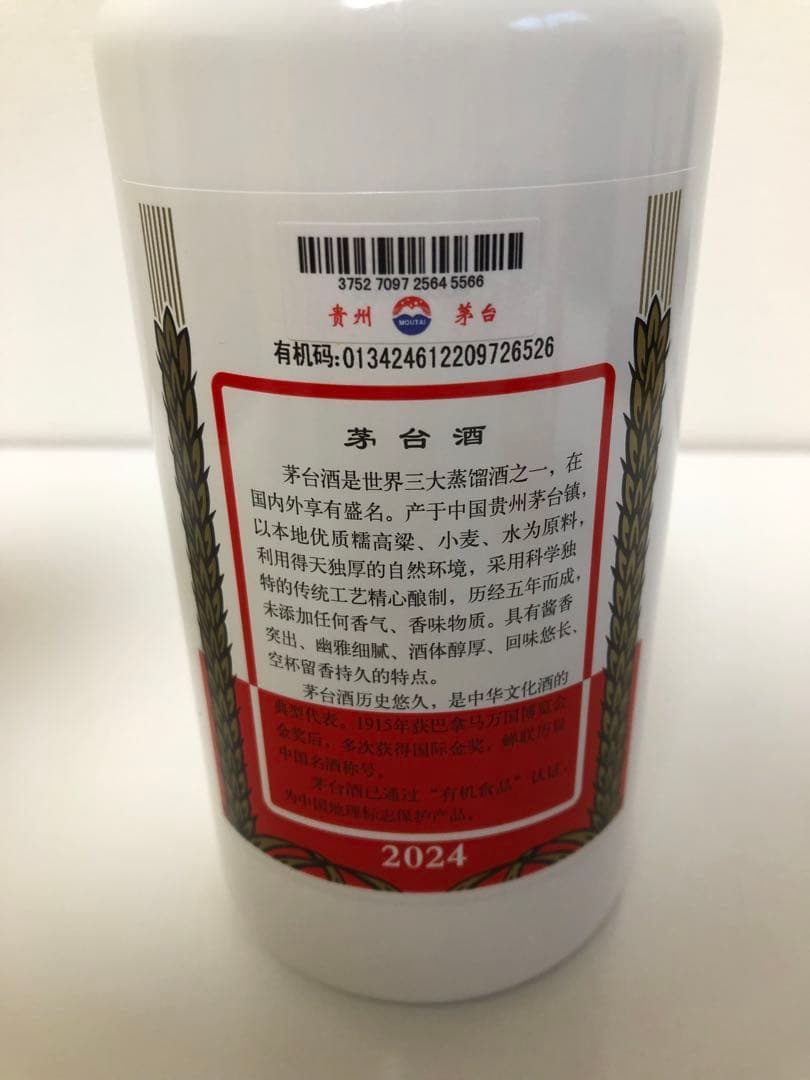 3752 7097 2564 5566
贵州 MOUTAI 茅台
有机码:013424612209726526
茅台酒
茅台酒是世界三大蒸馏酒之一，在
国内外享有盛名。产于中国贵州茅台镇，
以本地优质糯高粱、小麦、水为原料，
利用得天独厚的自然环境，采用科学独
特的传统工艺精心酿制，历经五年而成，
未添加任何香气、香味物质。具有酱香
突出、幽雅细腻、酒体醇厚、回味悠长、
空杯留香持久的特点。
茅台酒历史悠久，是中华文化酒的
典型代表。1915年获巴拿马万国博览会
金奖后，多次获得国际金奖，蝉联历届
中国名酒称号。
茅台酒已通过“有机食品”认证，
为中国地理标志保护产品。
2024